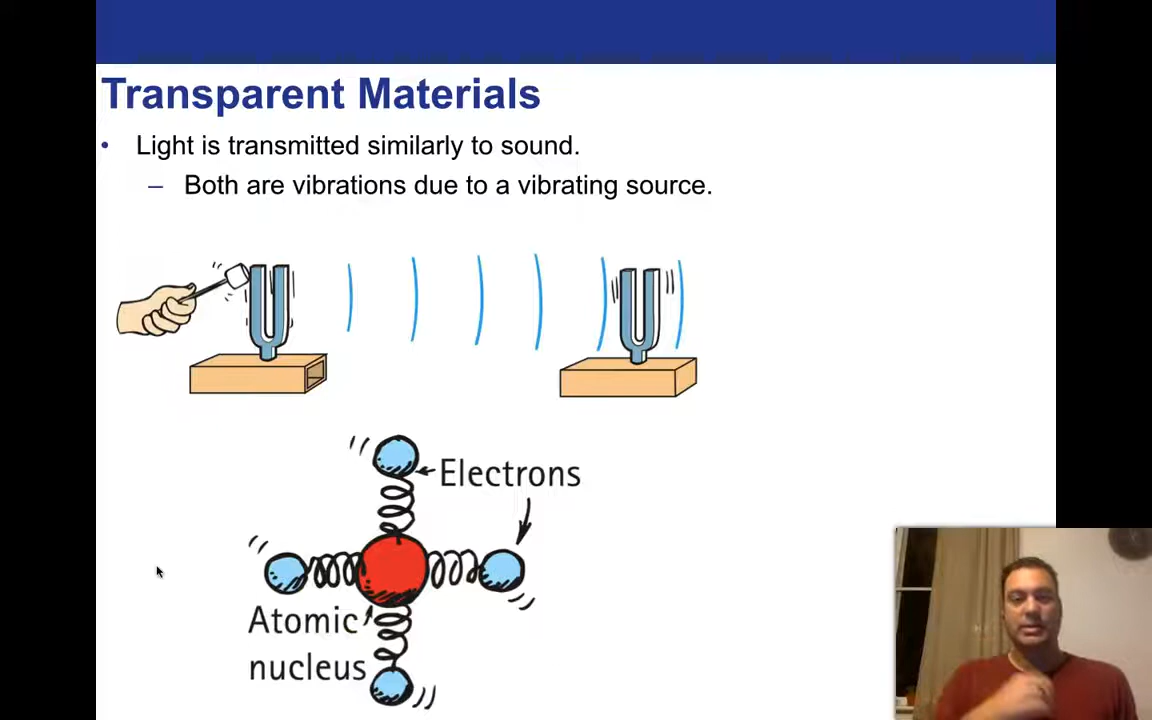 Transparent Materials
• Light is transmitted similarly to sound.
– Both are vibrations due to a vibrating source.
Electrons
Atomic
nucleus